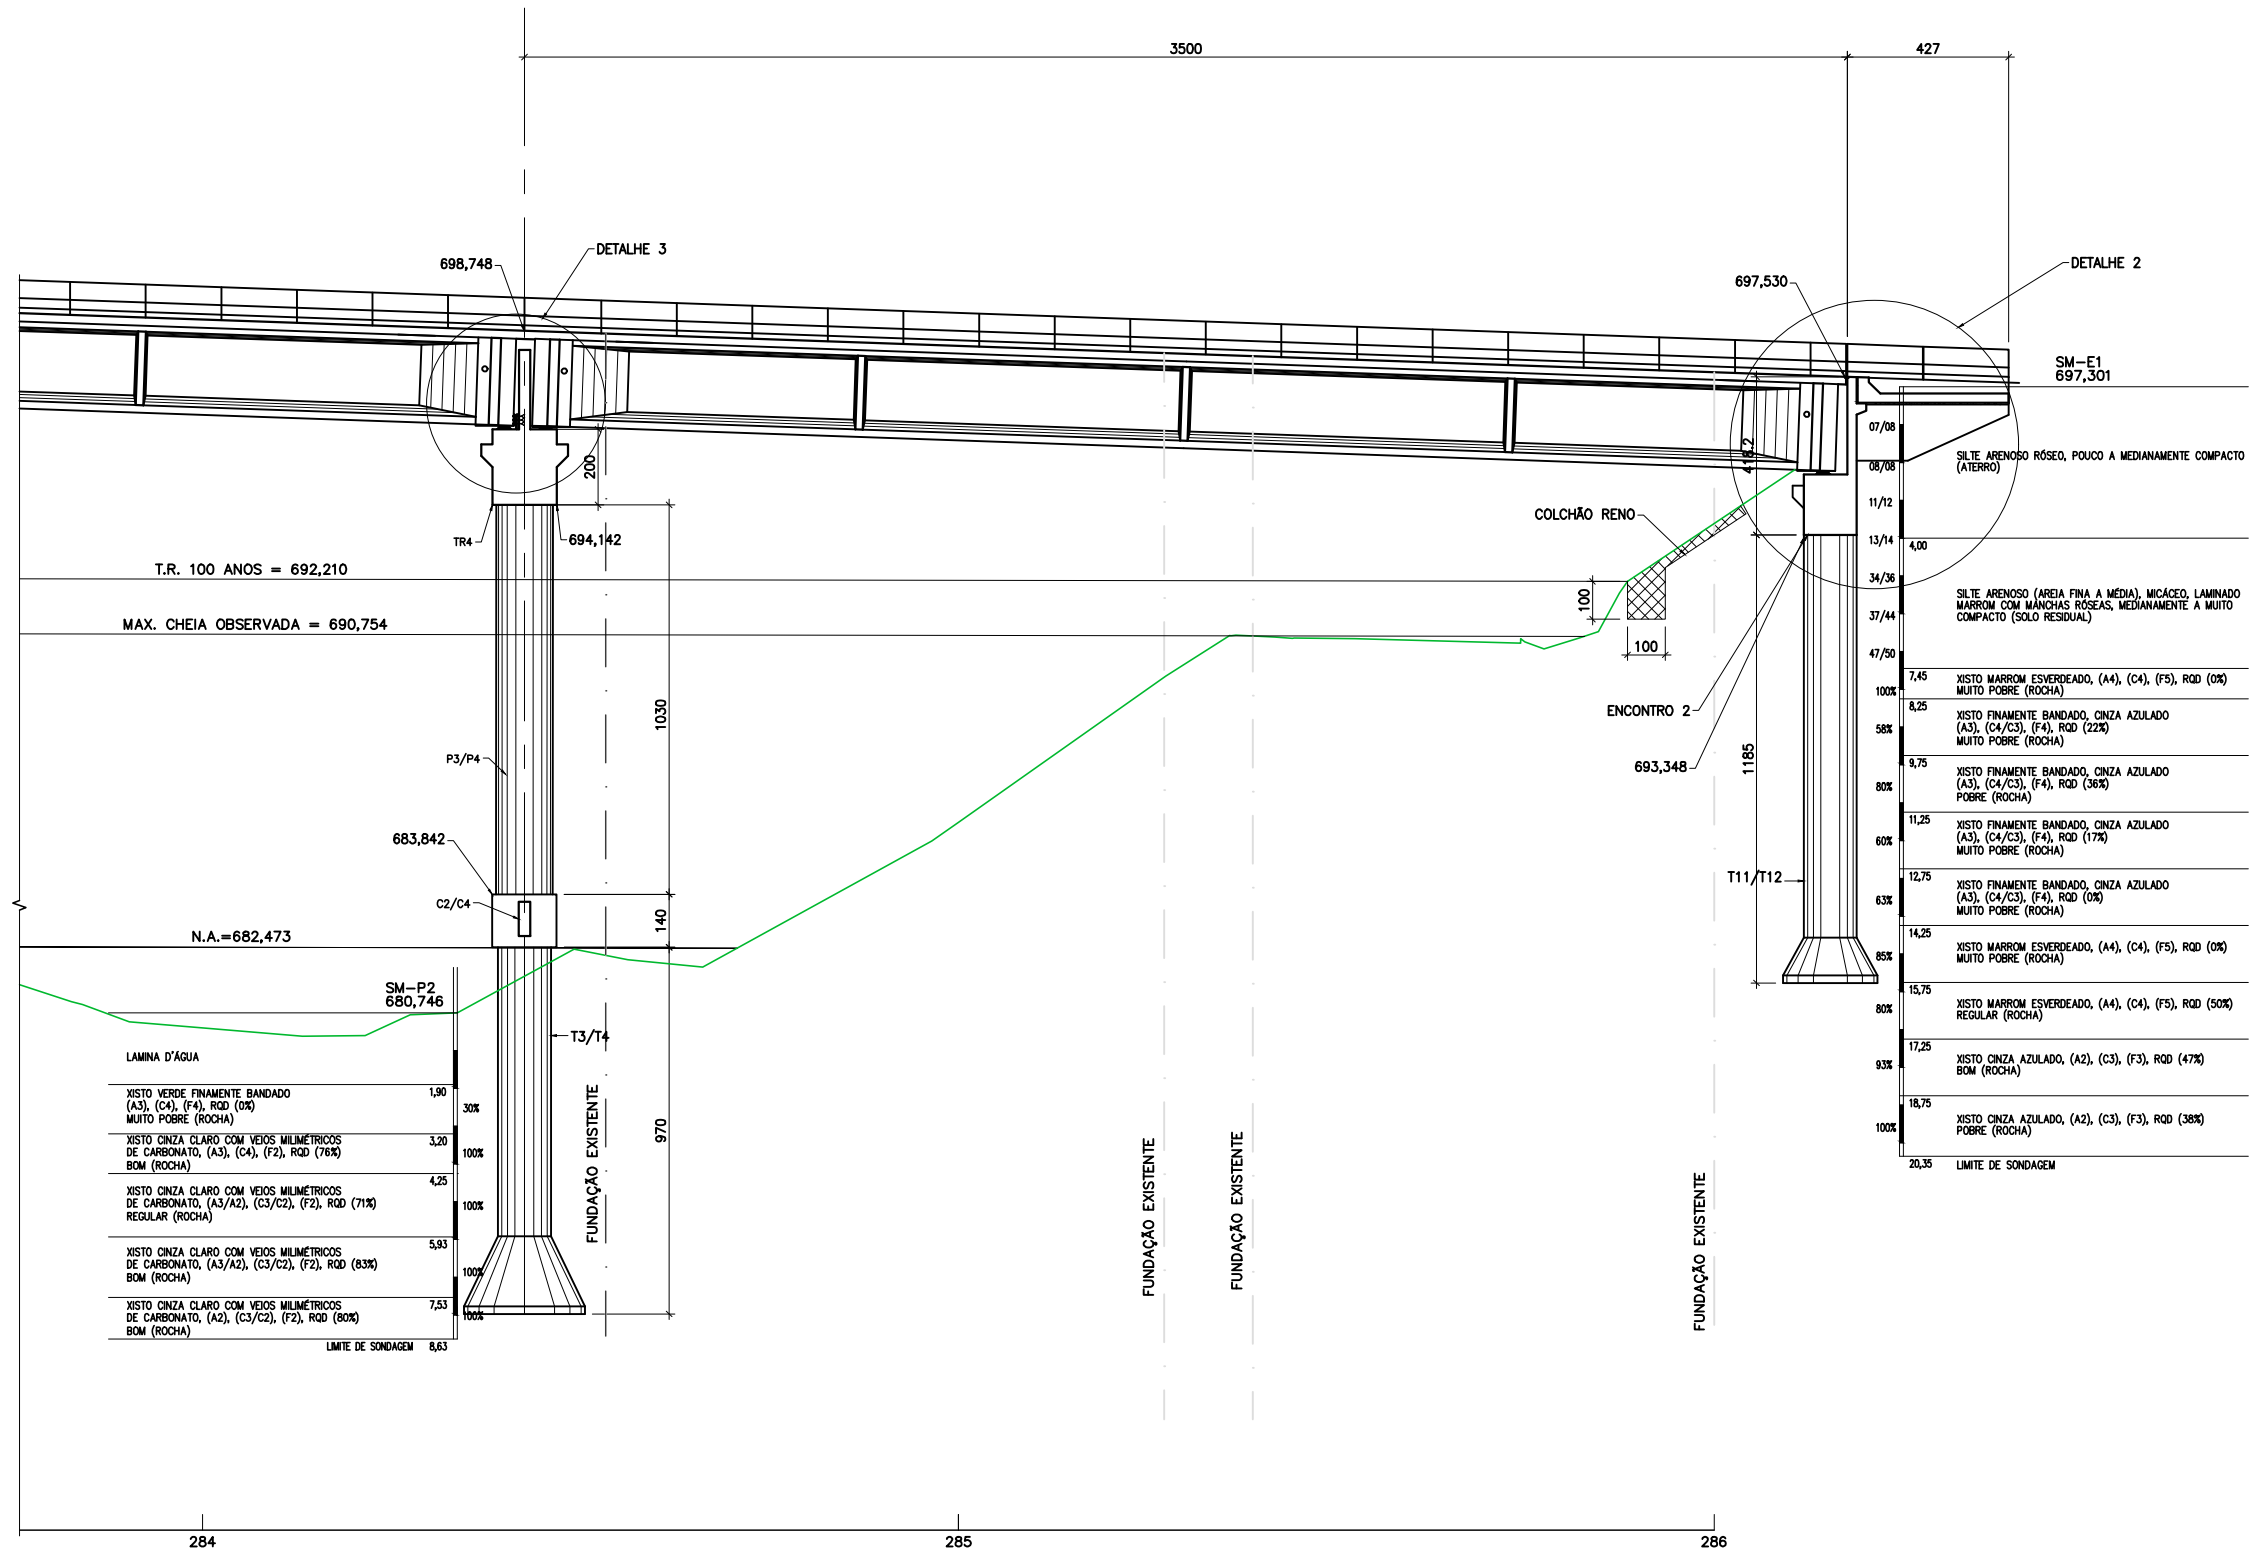 3500
427
DETALHE 3
698,748
DETALHE 2
697,530
SM-E1
697,301
07/08
SILTE ARENOSO RÓSEO, POUCO A MEDIANAMENTE COMPACTO
(ATERRO)
08/08
11/12
13/14
4,00
34/36
SILTE ARENOSO (AREIA FINA A MÉDIA), MICÁCEO, LAMINADO
MARROM COM MANCHAS RÓSEAS, MEDIANAMENTE A MUITO
COMPACTO (SOLO RESIDUAL)
37/44
47/50
7,45
XISTO MARROM ESVERDEADO, (A4), (C4), (F5), RQD (0%)
MUITO POBRE (ROCHA)
100%
8,25
XISTO FINAMENTE BANDADO, CINZA AZULADO
(A3), (C4/C3), (F4), RQD (22%)
MUITO POBRE (ROCHA)
58%
9,75
XISTO FINAMENTE BANDADO, CINZA AZULADO
(A3), (C4/C3), (F4), RQD (36%)
POBRE (ROCHA)
80%
11,25
XISTO FINAMENTE BANDADO, CINZA AZULADO
(A3), (C4/C3), (F4), RQD (17%)
MUITO POBRE (ROCHA)
60%
12,75
XISTO FINAMENTE BANDADO, CINZA AZULADO
(A3), (C4/C3), (F4), RQD (0%)
MUITO POBRE (ROCHA)
63%
14,25
XISTO MARROM ESVERDEADO, (A4), (C4), (F5), RQD (0%)
MUITO POBRE (ROCHA)
85%
15,75
XISTO MARROM ESVERDEADO, (A4), (C4), (F5), RQD (50%)
REGULAR (ROCHA)
80%
17,25
XISTO CINZA AZULADO, (A2), (C3), (F3), RQD (47%)
BOM (ROCHA)
93%
18,75
XISTO CINZA AZULADO, (A2), (C3), (F3), RQD (38%)
POBRE (ROCHA)
100%
20,35 LIMITE DE SONDAGEM
200
418.2
COLCHÃO RENO
TR4
694,142
T.R. 100 ANOS = 692,210
100
100
MAX. CHEIA OBSERVADA = 690,754
1030
ENCONTRO 2
693,348
1185
P3/P4
683,842
T11/T12
C2/C4
140
N.A.=682,473
SM-P2
680,746
T3/T4
970
LAMINA D'ÁGUA
1,90
XISTO VERDE FINAMENTE BANDADO
(A3), (C4), (F4), RQD (0%)
MUITO POBRE (ROCHA)
30%
3,20
XISTO CINZA CLARO COM VEIOS MILIMÉTRICOS
DE CARBONATO, (A3), (C4), (F2), RQD (76%)
BOM (ROCHA)
100%
4,25
XISTO CINZA CLARO COM VEIOS MILIMÉTRICOS
DE CARBONATO, (A3/A2), (C3/C2), (F2), RQD (71%)
REGULAR (ROCHA)
100%
5,93
XISTO CINZA CLARO COM VEIOS MILIMÉTRICOS
DE CARBONATO, (A3/A2), (C3/C2), (F2), RQD (83%)
BOM (ROCHA)
100%
7,53
XISTO CINZA CLARO COM VEIOS MILIMÉTRICOS
DE CARBONATO, (A2), (C3/C2), (F2), RQD (80%)
BOM (ROCHA)
100%
LIMITE DE SONDAGEM 8,63
FUNDAÇÃO EXISTENTE
FUNDAÇÃO EXISTENTE
FUNDAÇÃO EXISTENTE
FUNDAÇÃO EXISTENTE
284
285
286